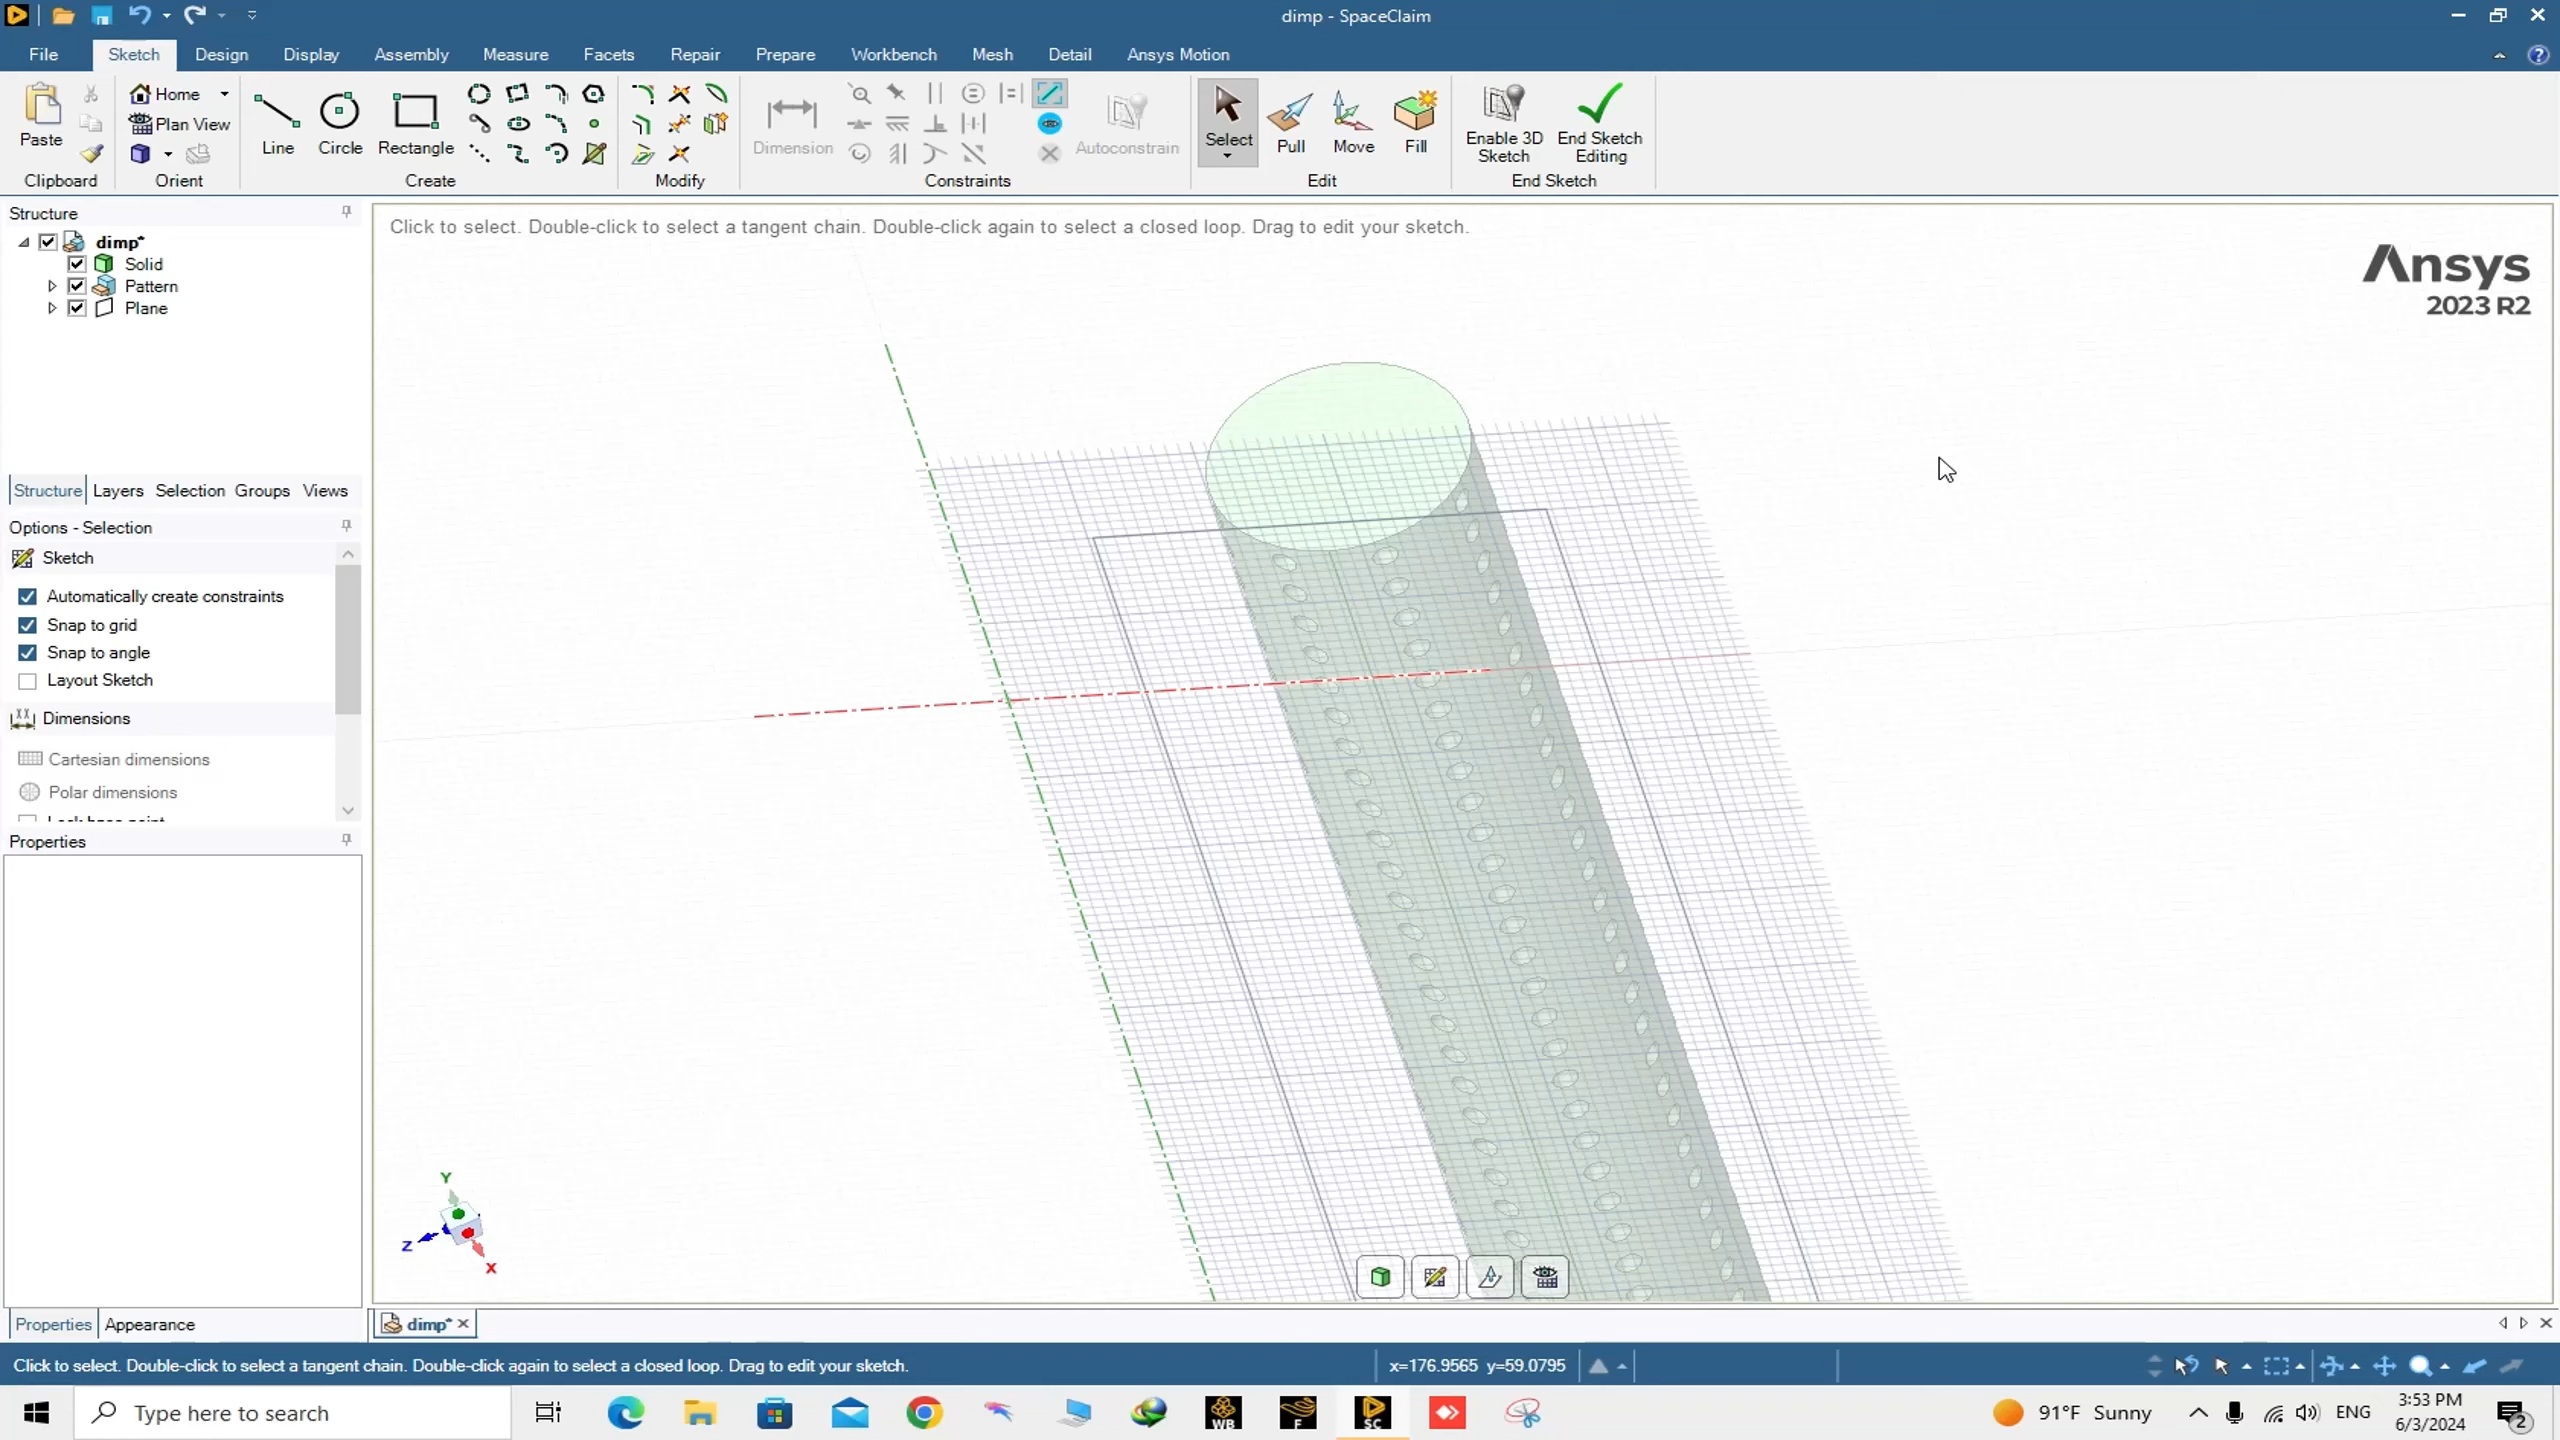 dimp - SpaceClaim
File Sketch Design Display Assembly Measure Facets Repair Prepare Workbench Mesh Detail Ansys Motion
Paste
Clipboard
Home
Plan View
Orient
Line Circle Rectangle
Create
Modify
Dimension
Autoconstrain
Constraints
Select Pull Move Fill
Edit
Enable 3D Sketch
End Sketch Editing
End Sketch
Structure
dimp*
Solid
Pattern
Plane
Structure Layers Selection Groups Views
Options - Selection
Sketch
Automatically create constraints
Snap to grid
Snap to angle
Layout Sketch
Dimensions
Cartesian dimensions
Polar dimensions
Properties
Properties Appearance
Click to select. Double-click to select a tangent chain. Double-click again to select a closed loop. Drag to edit your sketch.
Ansys
2023 R2
Y
Z
X
dimp*
Click to select. Double-click to select a tangent chain. Double-click again to select a closed loop. Drag to edit your sketch.
x=176.9565 y=59.0795
Type here to search
WB
F
SC
91°F Sunny
ENG
3:53 PM
6/3/2024
2